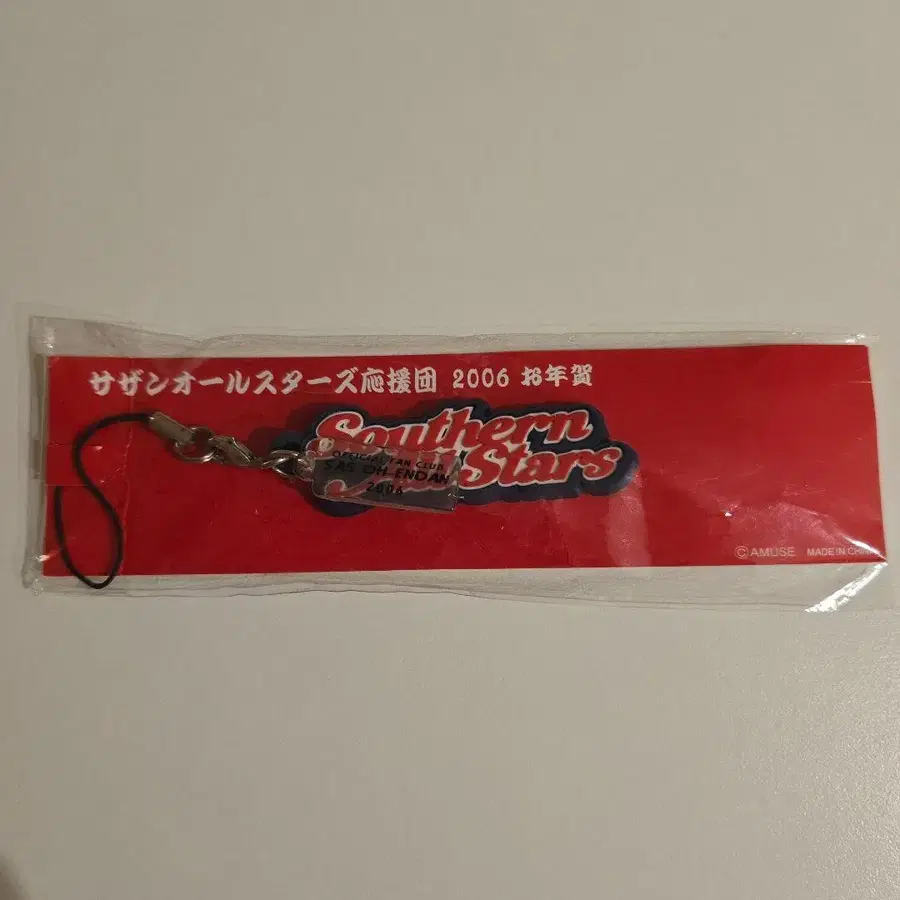 サザンオールスターズ応援団 2006 お年賀
Southern
All Stars
OFFICIAL FAN CLUB
SAS OH-ENDAN
2006
©AMUSE MADE IN CHINA